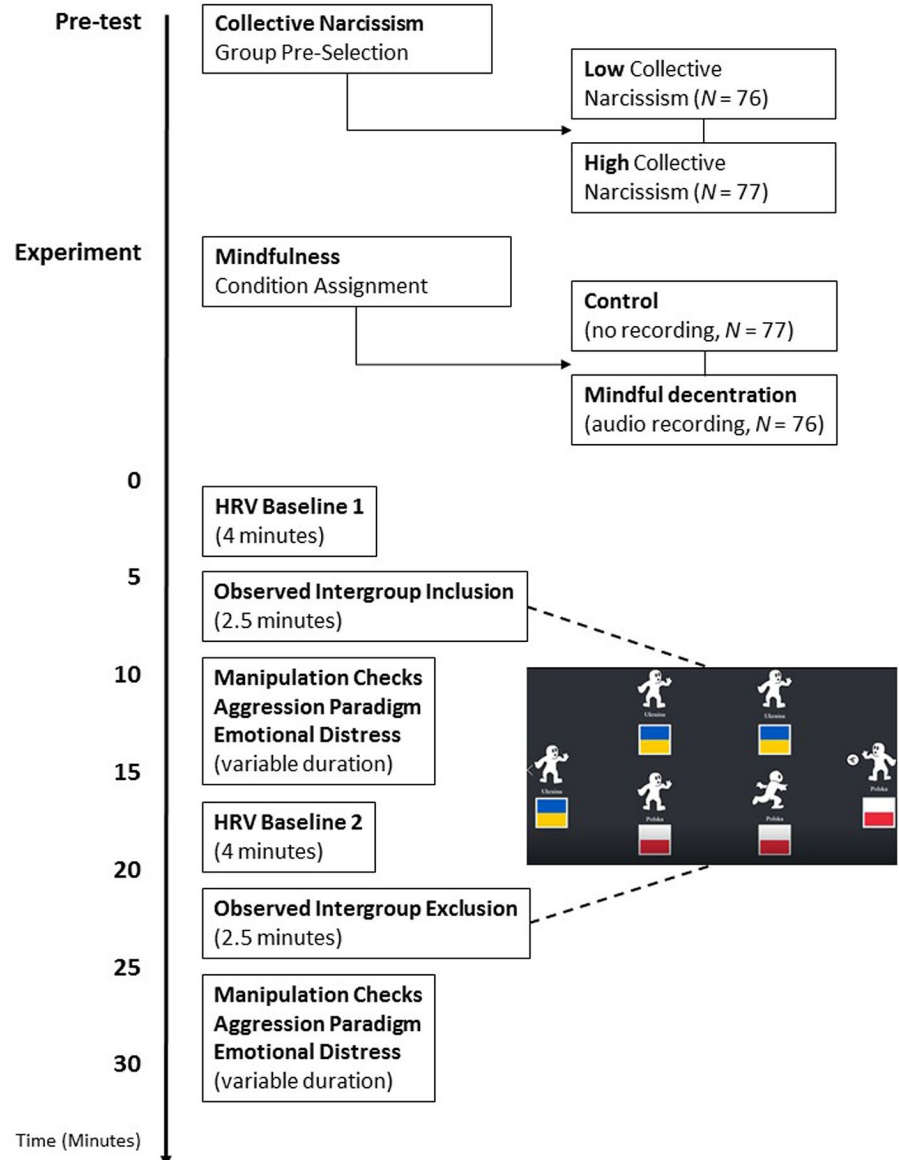 Pre-test
Collective Narcissism
Group Pre-Selection
Low Collective
Narcissism (N = 76)
High Collective
Narcissism (N = 77)
Experiment
Mindfulness
Condition Assignment
Control
(no recording, N = 77)
Mindful decentration
(audio recording, N = 76)
0
HRV Baseline 1
(4 minutes)
5
Observed Intergroup Inclusion
(2.5 minutes)
10
Manipulation Checks
Aggression Paradigm
Emotional Distress
(variable duration)
15
Ukraina
Ukraina
Ukraina
Polska
Polska
Polska
HRV Baseline 2
(4 minutes)
20
Observed Intergroup Exclusion
(2.5 minutes)
25
Manipulation Checks
Aggression Paradigm
Emotional Distress
(variable duration)
30
Time (Minutes)